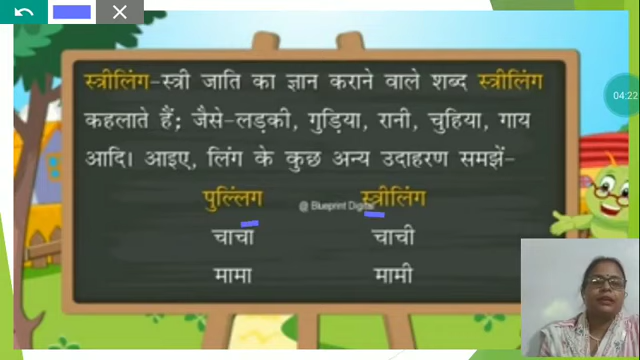 04:22
स्त्रीलिंग-स्त्री जाति का ज्ञान कराने वाले शब्द स्त्रीलिंग
कहलाते हैं; जैसे-लड़की, गुड़िया, रानी, चुहिया, गाय
आदि। आइए, लिंग के कुछ अन्य उदाहरण समझें-
पुल्लिंग स्त्रीलिंग
@ Blueprint Digital
चाचा चाची
मामा मामी